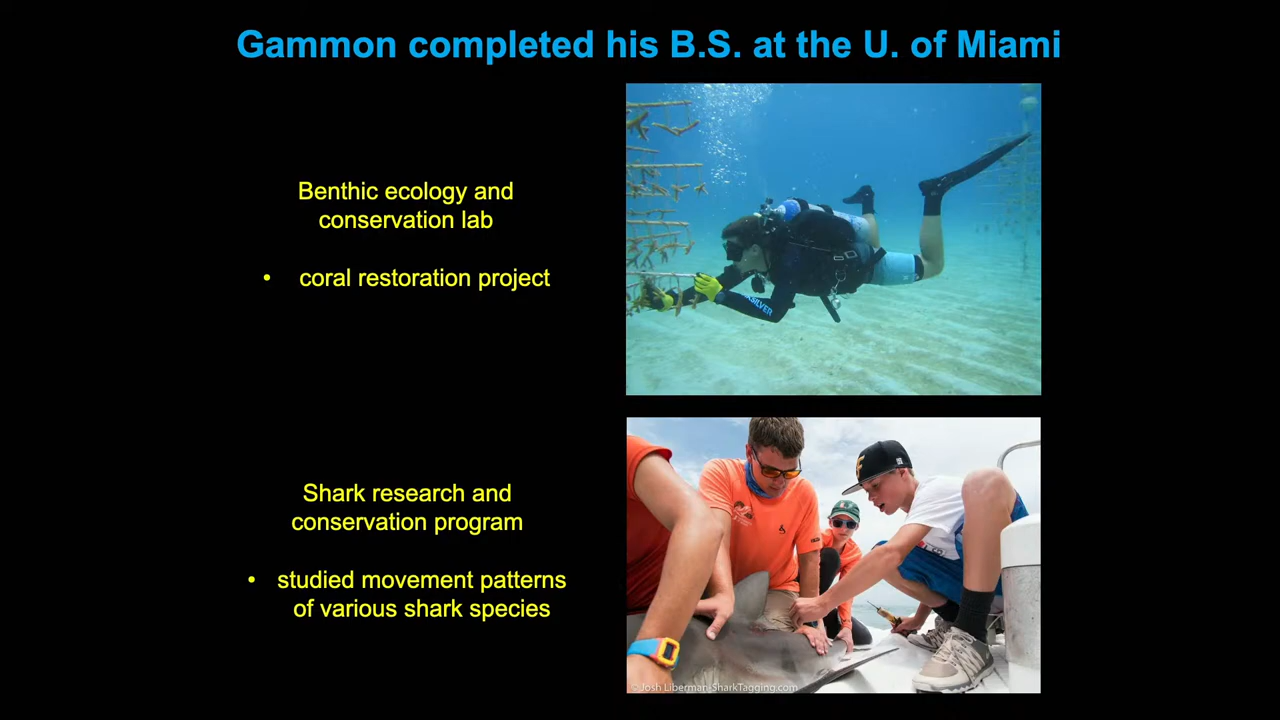 Gammon completed his B.S. at the U. of Miami
Benthic ecology and
conservation lab
• coral restoration project
Shark research and
conservation program
• studied movement patterns
of various shark species
©Josh Liberman-SharkTagging.com